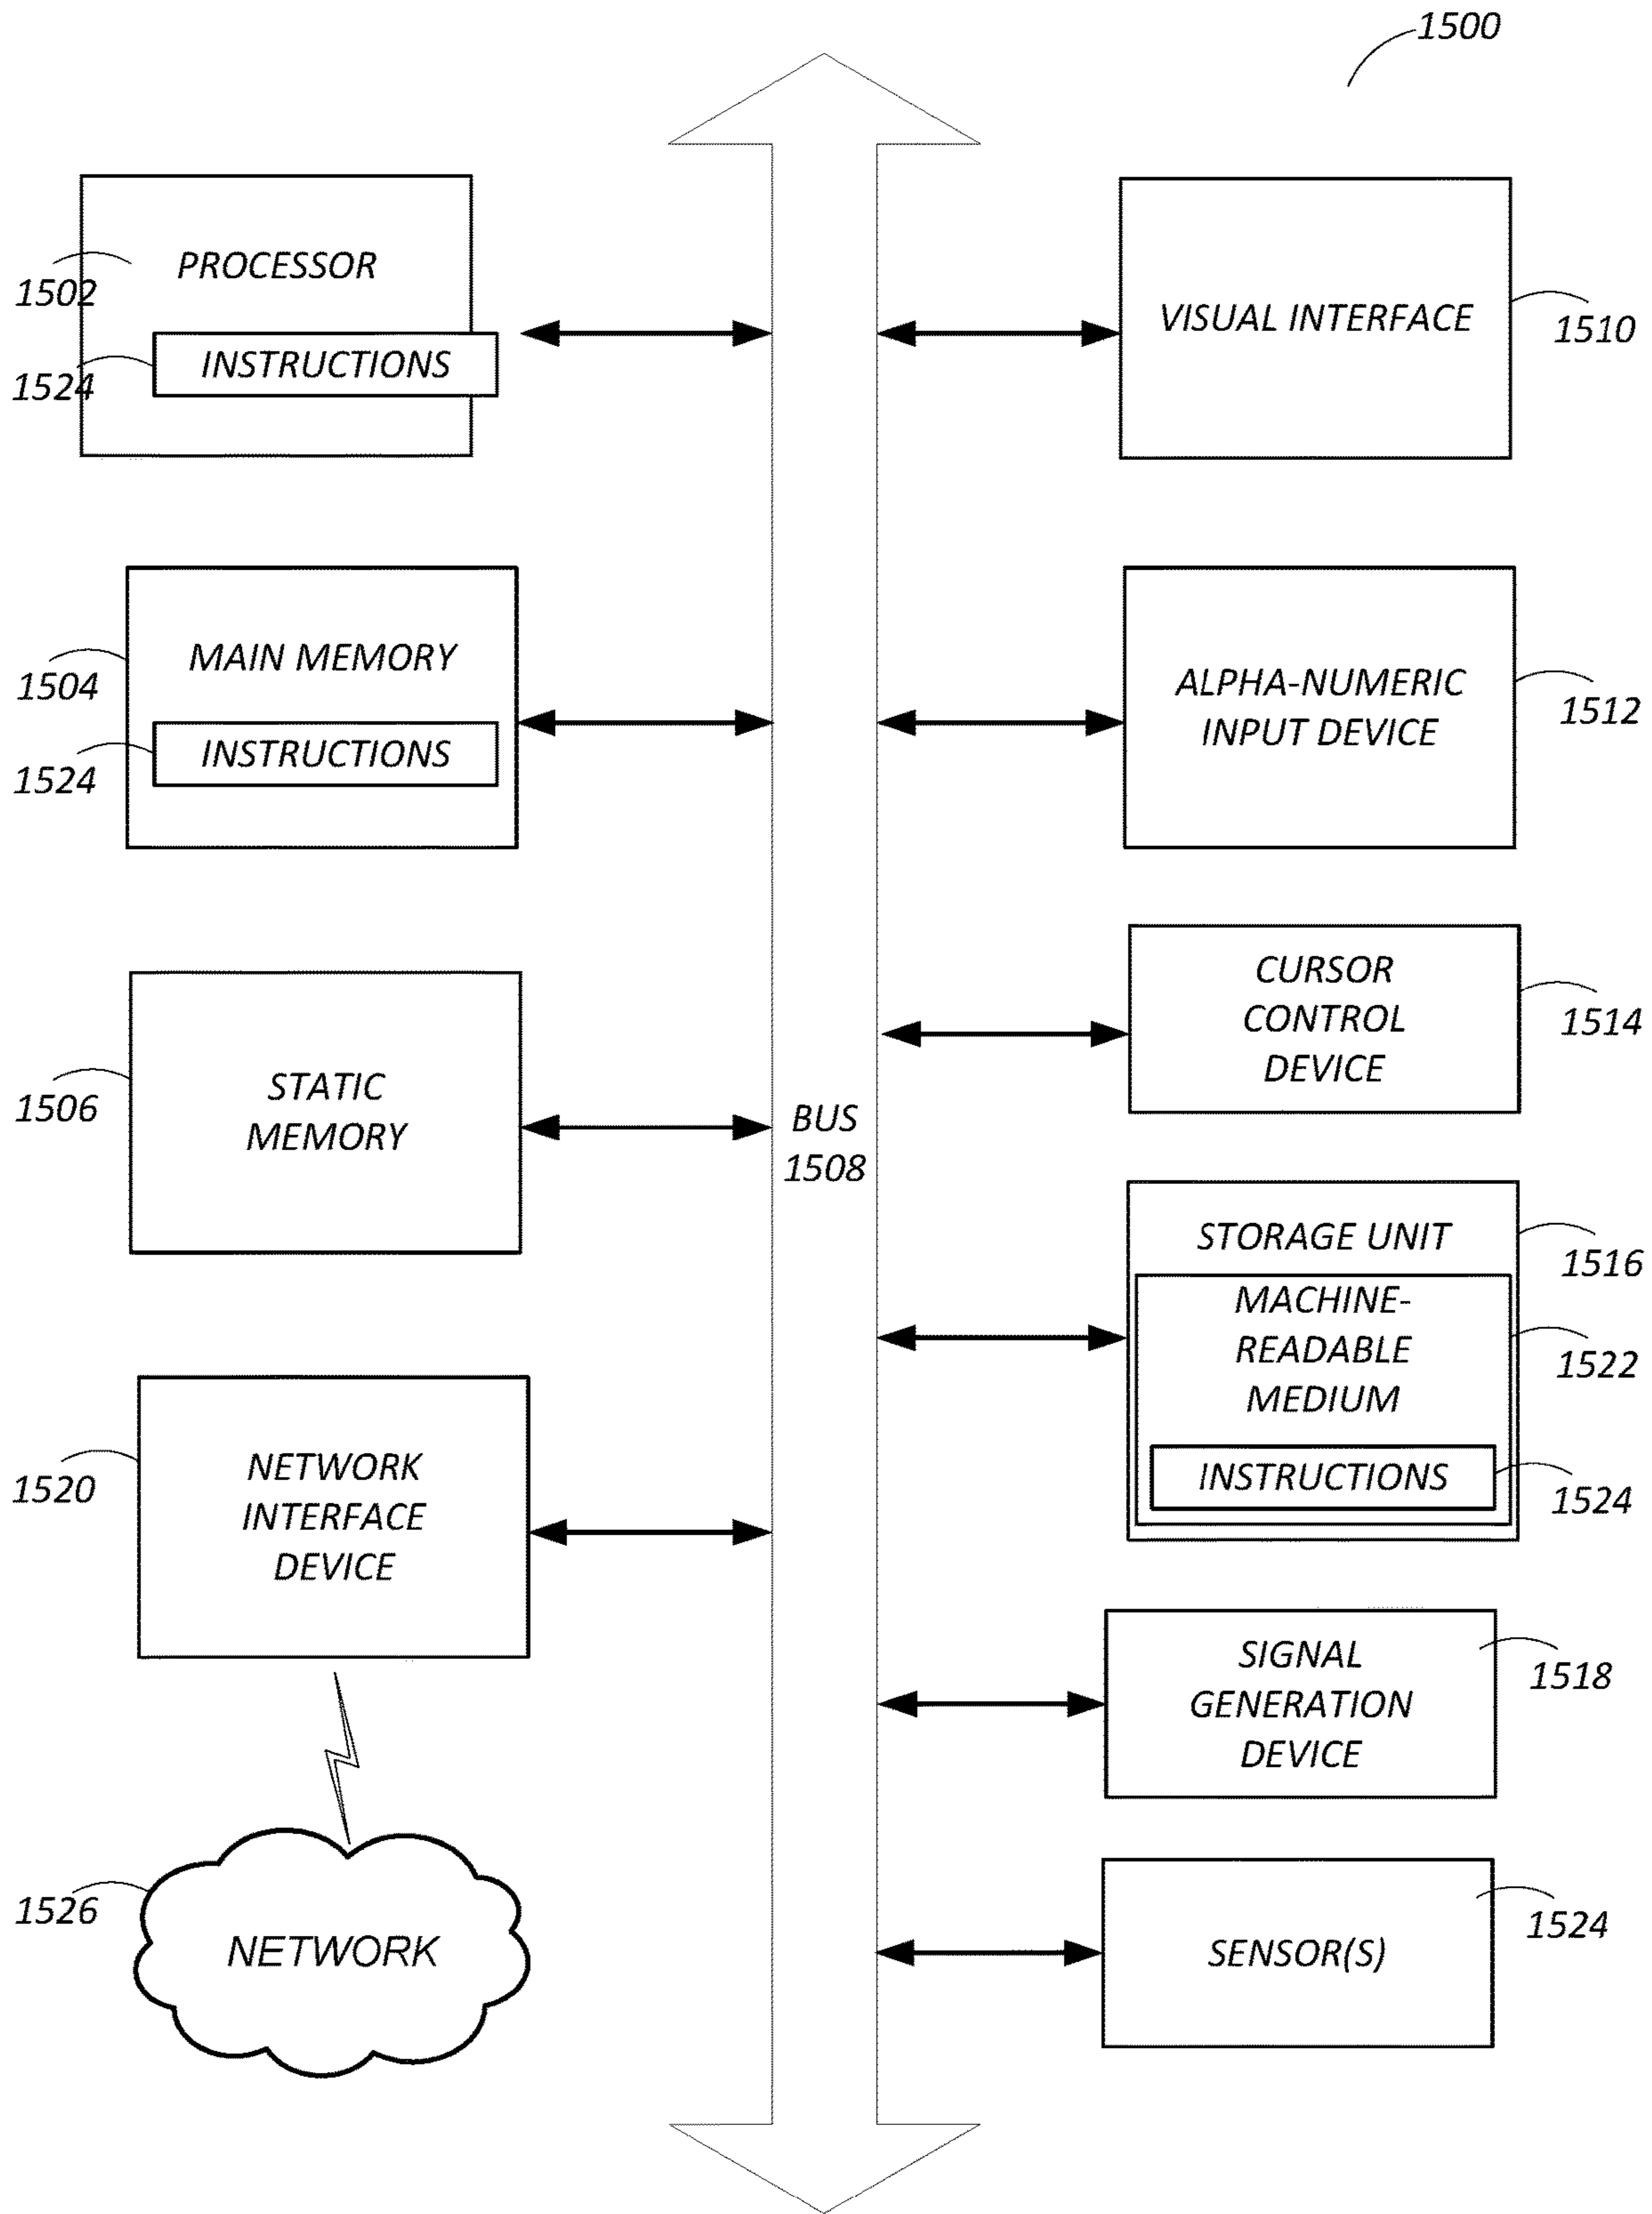 1500
PROCESSOR
1502
INSTRUCTIONS
1524
VISUAL INTERFACE
1510
MAIN MEMORY
1504
INSTRUCTIONS
1524
ALPHA-NUMERIC
INPUT DEVICE
1512
CURSOR
CONTROL
DEVICE
1514
STATIC
MEMORY
1506
BUS
1508
STORAGE UNIT
1516
MACHINE-
READABLE
MEDIUM
1522
INSTRUCTIONS
1524
NETWORK
INTERFACE
DEVICE
1520
SIGNAL
GENERATION
DEVICE
1518
NETWORK
1526
SENSOR(S)
1524